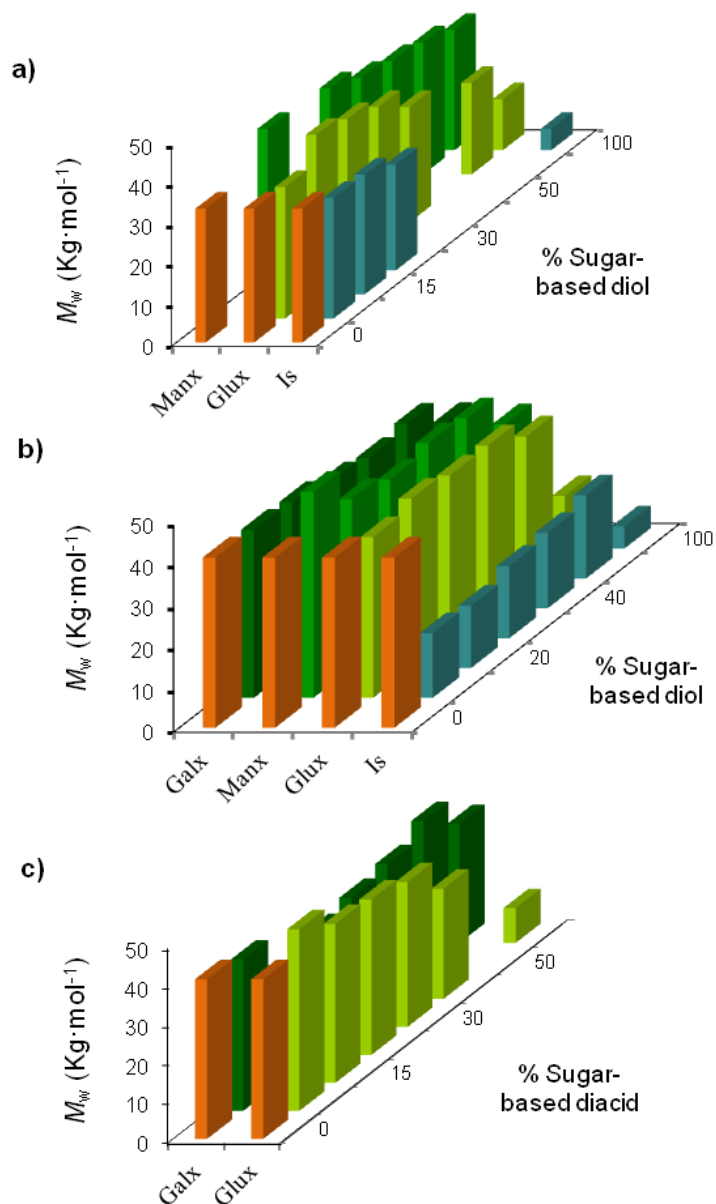 a)
50
40
30
20
10
0
M_w (Kg·mol⁻¹)
Manx
Glux
Is
0
15
30
50
100
% Sugar-
based diol
b)
50
40
30
20
10
0
M_w (Kg·mol⁻¹)
Galx
Manx
Glux
Is
0
20
40
100
% Sugar-
based diol
c)
50
40
30
20
10
0
M_w (Kg·mol⁻¹)
Galx
Glux
0
15
30
50
% Sugar-
based diacid